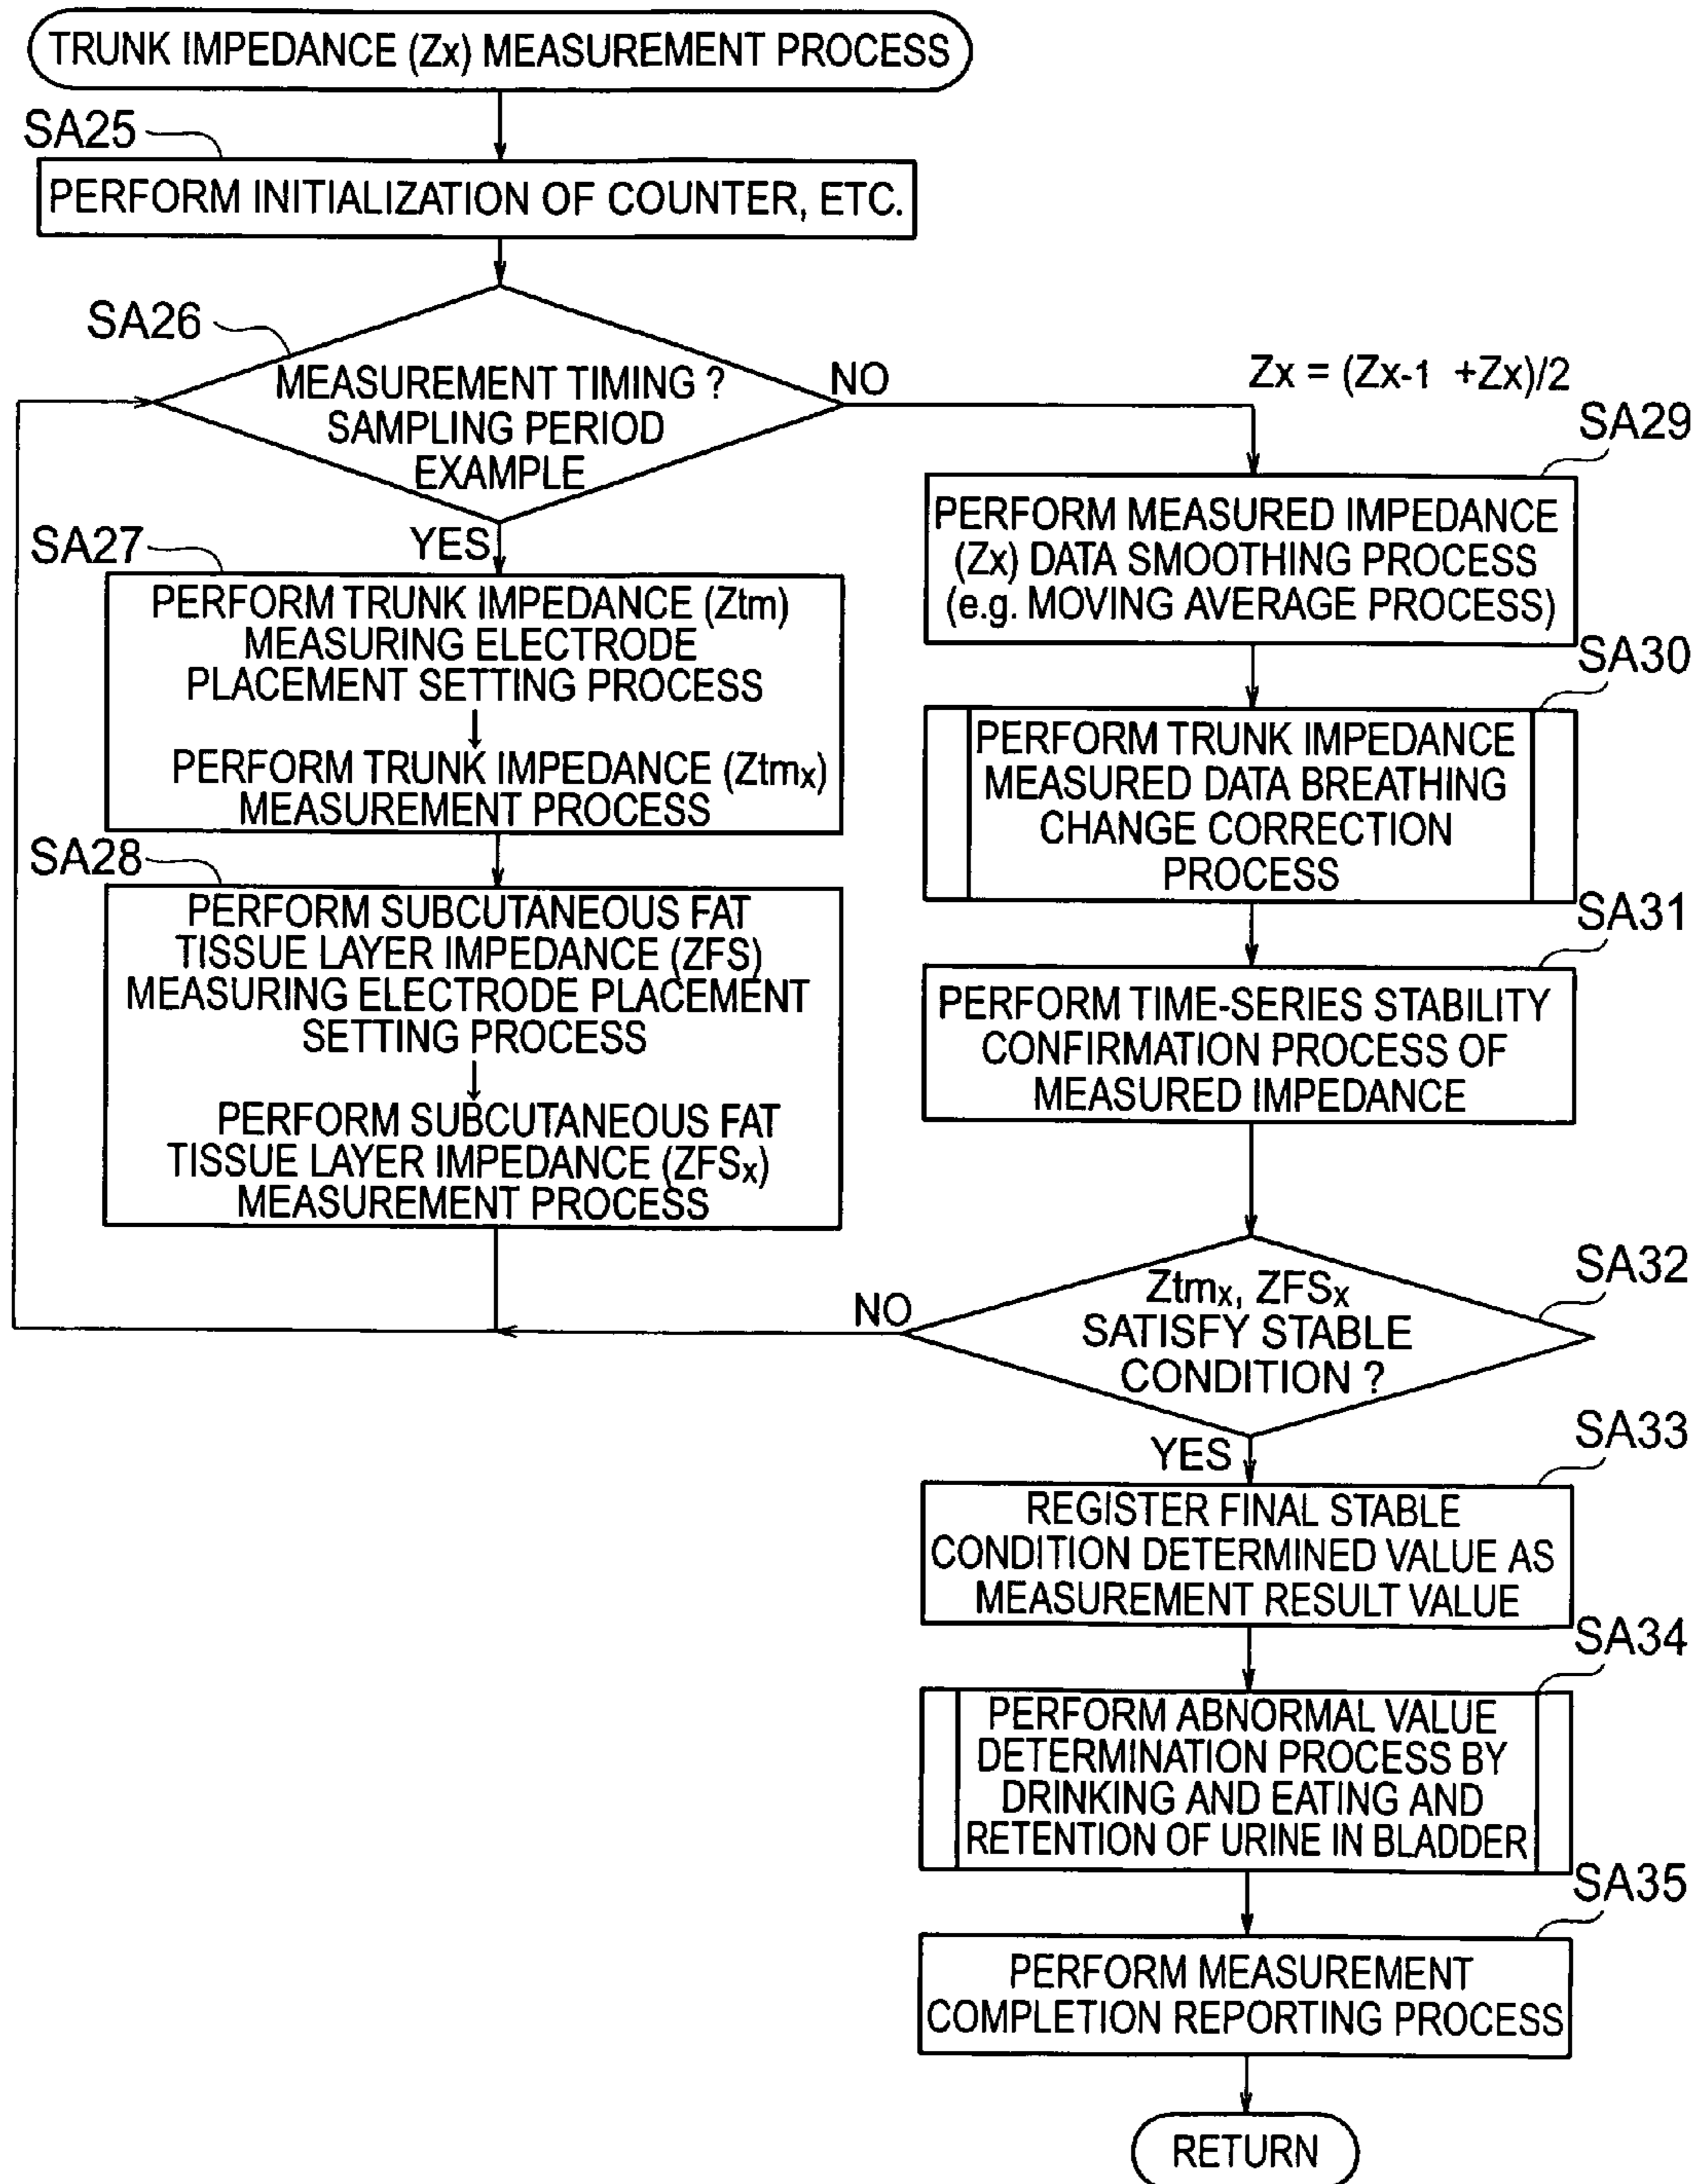 TRUNK IMPEDANCE (Zx) MEASUREMENT PROCESS
SA25
PERFORM INITIALIZATION OF COUNTER, ETC.
SA26
MEASUREMENT TIMING ?
SAMPLING PERIOD
EXAMPLE
NO
YES
SA27
PERFORM TRUNK IMPEDANCE (Ztm)
MEASURING ELECTRODE
PLACEMENT SETTING PROCESS
PERFORM TRUNK IMPEDANCE (Ztmx)
MEASUREMENT PROCESS
SA28
PERFORM SUBCUTANEOUS FAT
TISSUE LAYER IMPEDANCE (ZFS)
MEASURING ELECTRODE PLACEMENT
SETTING PROCESS
PERFORM SUBCUTANEOUS FAT
TISSUE LAYER IMPEDANCE (ZFSx)
MEASUREMENT PROCESS
Zx = (Zx-1 +Zx)/2
SA29
PERFORM MEASURED IMPEDANCE
(Zx) DATA SMOOTHING PROCESS
(e.g. MOVING AVERAGE PROCESS)
SA30
PERFORM TRUNK IMPEDANCE
MEASURED DATA BREATHING
CHANGE CORRECTION
PROCESS
SA31
PERFORM TIME-SERIES STABILITY
CONFIRMATION PROCESS OF
MEASURED IMPEDANCE
SA32
Ztmx, ZFSx
SATISFY STABLE
CONDITION ?
NO
YES
SA33
REGISTER FINAL STABLE
CONDITION DETERMINED VALUE AS
MEASUREMENT RESULT VALUE
SA34
PERFORM ABNORMAL VALUE
DETERMINATION PROCESS BY
DRINKING AND EATING AND
RETENTION OF URINE IN BLADDER
SA35
PERFORM MEASUREMENT
COMPLETION REPORTING PROCESS
RETURN